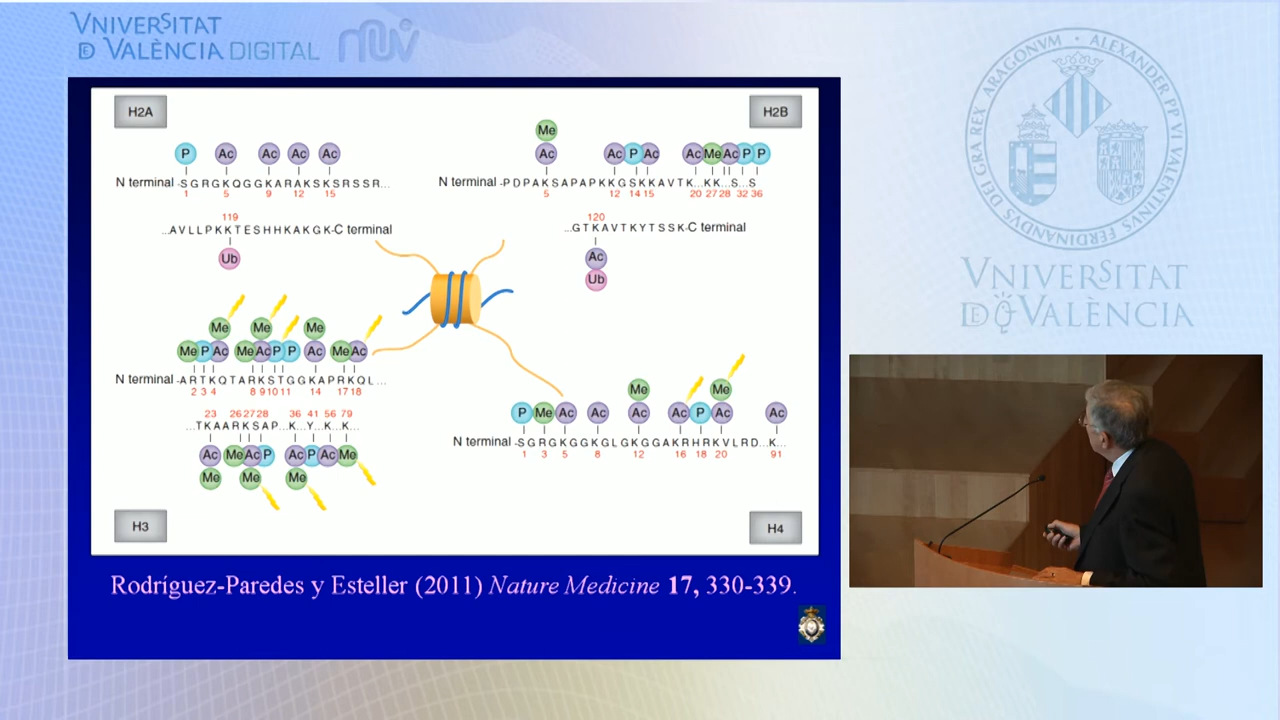 VNIVERSITAT
DE VALÈNCIA DIGITAL
H2A
H2B
P Ac Ac Ac Ac
N terminal-SGRGKQGGKARAKSKSRSSR...
1 5 9 12 15
119
...AVLLPKKTESHHKAKGK-C terminal
Ub
Me
Ac Ac P Ac Ac Me Ac P P
N terminal-PDPAKSAPAPKKGSKKAVTK...KK...S...S
5 12 14 15 20 27 28 32 36
120
...GTKAVTKYTSSK-C terminal
Ac
Ub
Me Me Me
Me P Ac Me Ac P P Ac Me Ac
N terminal-ARTKQTARKSTGGKAPRKQL...
2 3 4 8 9 10 11 14 17 18
23 26 27 28 36 41 56 79
...TKAARKSAP...K...Y...K...K...
Ac Me Ac P Ac P Ac Me
Me Me Me
H3
Me Me
P Me Ac Ac Ac Ac P Ac Ac
N terminal-SGRGKGGKGLGKGGAKRHRKVLRD...K...
1 3 5 8 12 16 18 20 91
H4
Rodríguez-Paredes y Esteller (2011) Nature Medicine 17, 330-339.
VNIVERSITAT
DE VALÈNCIA